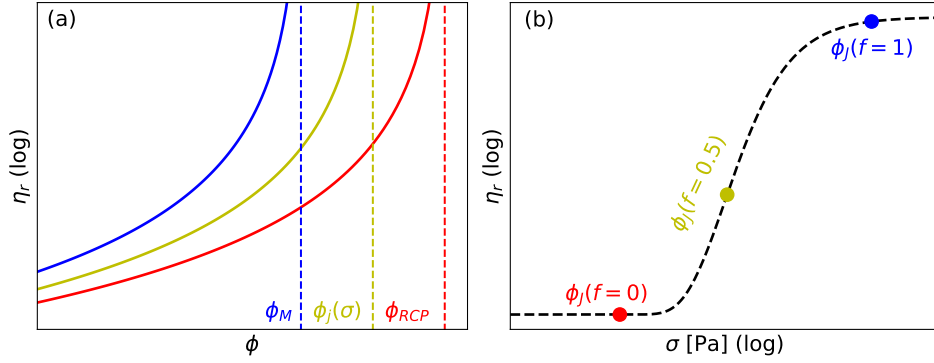 (a)
η_r (log)
ϕ_M
ϕ_j(σ)
ϕ_RCP
ϕ
(b)
ϕ_J(f = 1)
ϕ_J(f = 0.5)
ϕ_J(f = 0)
η_r (log)
σ [Pa] (log)